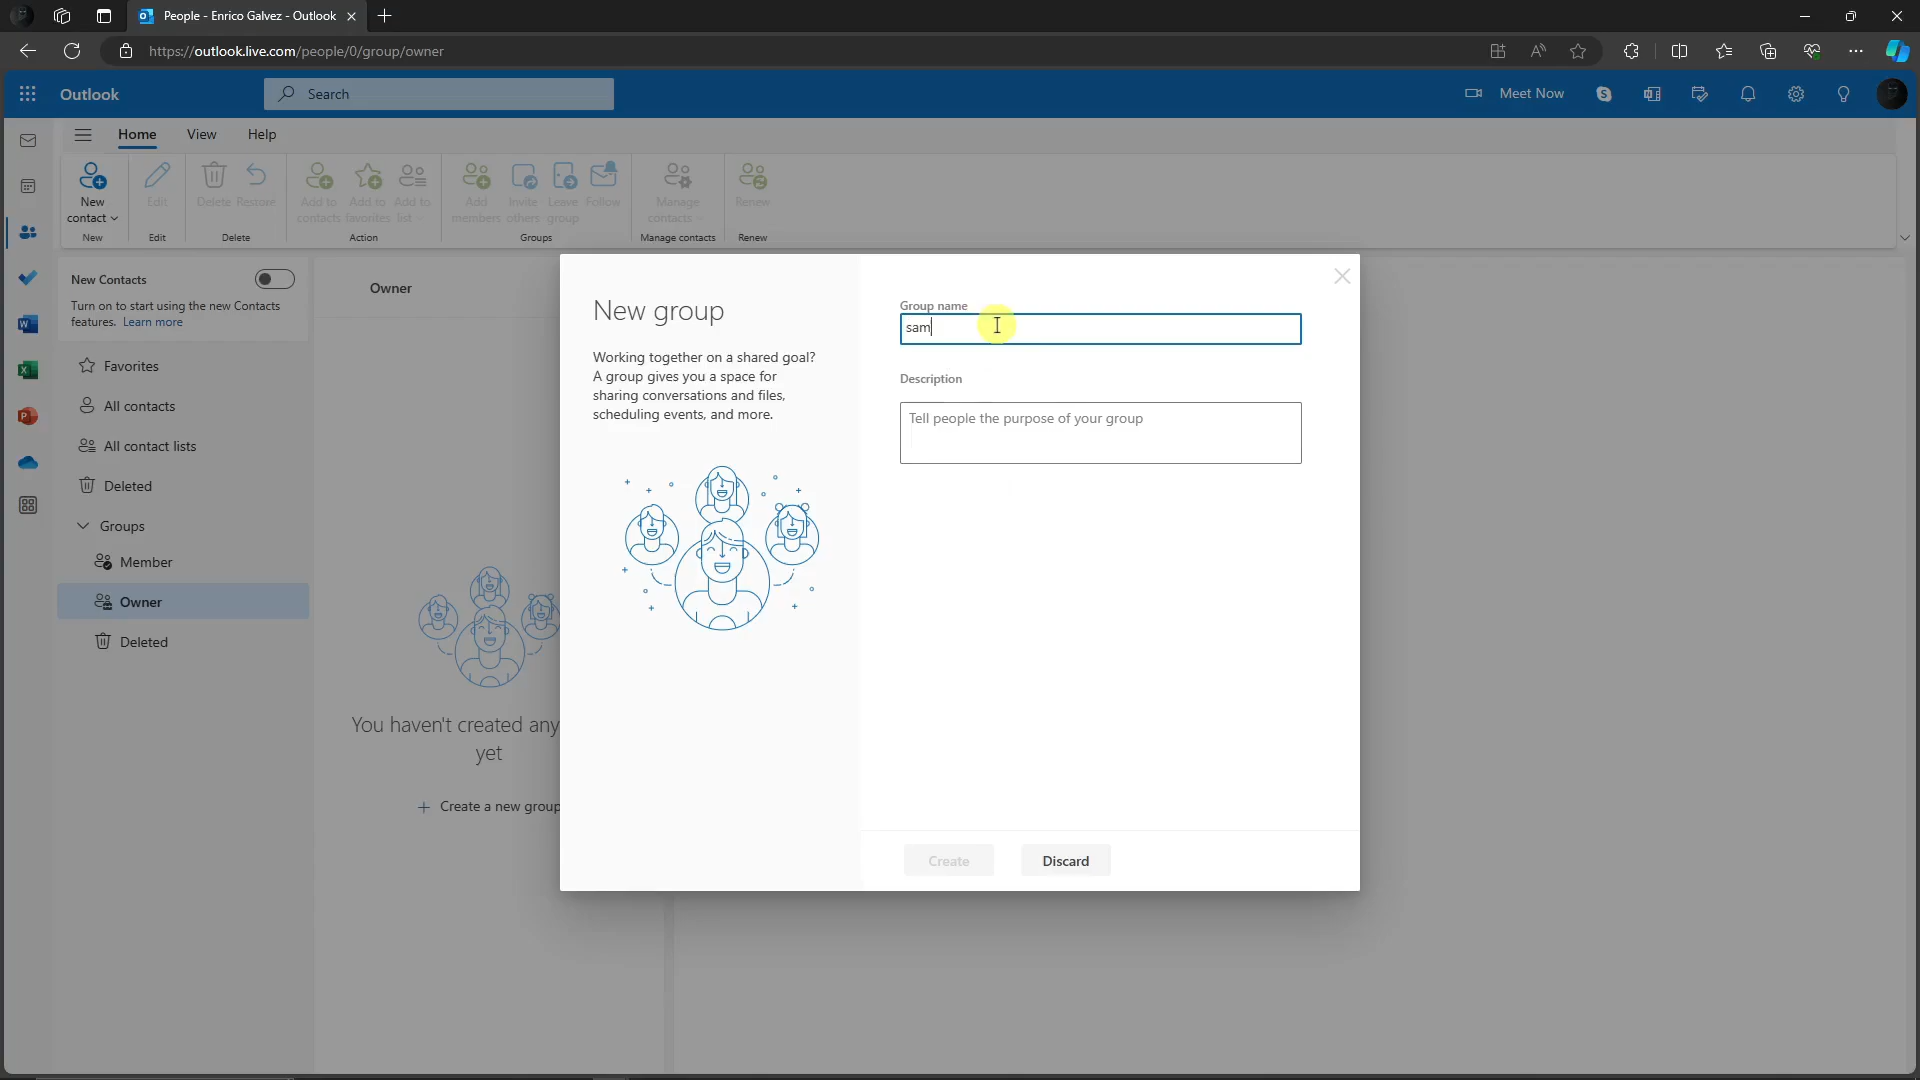 People - Enrico Galvez - Outlook
https://outlook.live.com/people/0/group/owner
Outlook
Search
Meet Now
Home View Help
New contact
Edit
Delete
Restore
Add to contacts
Add to favorites
Add to list
Add members
Invite others
Leave group
Follow
Manage contacts
Renew
New
Edit
Delete
Action
Groups
Manage contacts
Renew
New Contacts
Turn on to start using the new Contacts
features. Learn more
Favorites
All contacts
All contact lists
Deleted
Groups
Member
Owner
Deleted
Owner
You haven't created any
yet
Create a new group
New group
Working together on a shared goal?
A group gives you a space for
sharing conversations and files,
scheduling events, and more.
Group name
sam
Description
Tell people the purpose of your group
Create
Discard